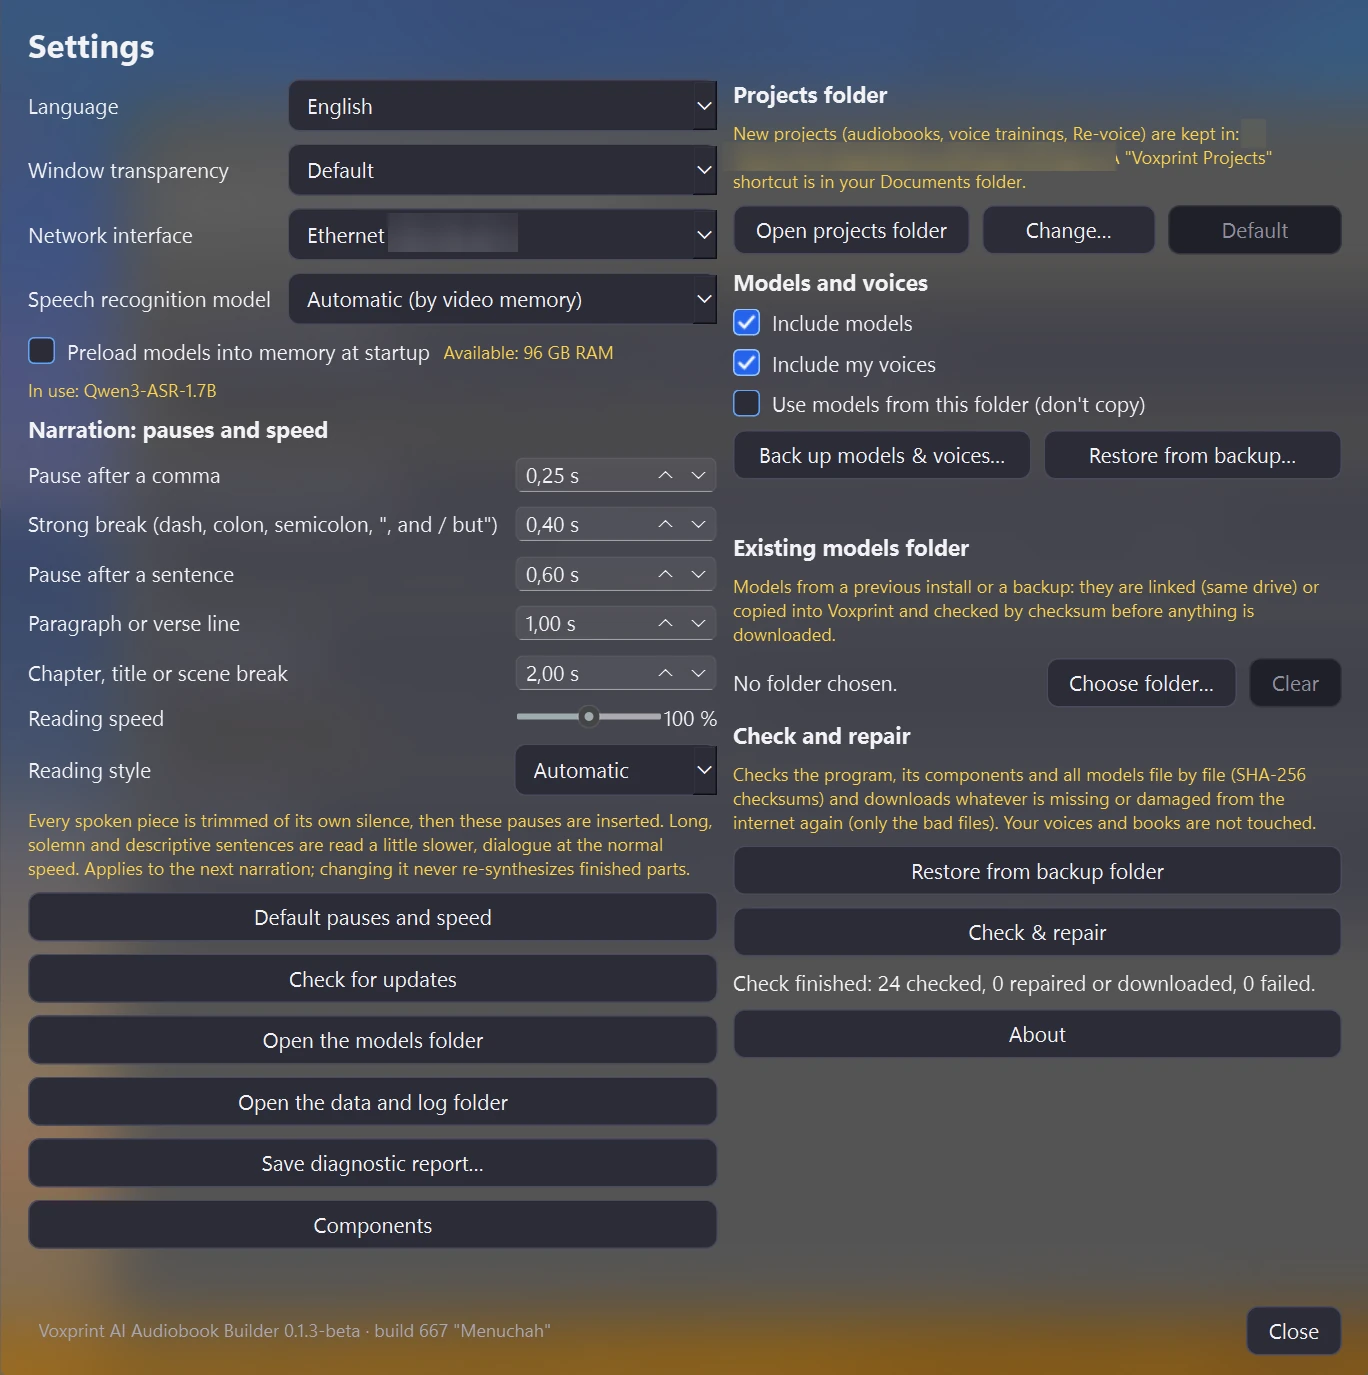 Settings
Language
English
Window transparency
Default
Network interface
Ethernet
Speech recognition model
Automatic (by video memory)
Preload models into memory at startup Available: 96 GB RAM
In use: Qwen3-ASR-1.7B
Narration: pauses and speed
Pause after a comma
0,25 s
Strong break (dash, colon, semicolon, ", and / but")
0,40 s
Pause after a sentence
0,60 s
Paragraph or verse line
1,00 s
Chapter, title or scene break
2,00 s
Reading speed
100 %
Reading style
Automatic
Every spoken piece is trimmed of its own silence, then these pauses are inserted. Long,
solemn and descriptive sentences are read a little slower, dialogue at the normal
speed. Applies to the next narration; changing it never re-synthesizes finished parts.
Default pauses and speed
Check for updates
Open the models folder
Open the data and log folder
Save diagnostic report...
Components
Projects folder
New projects (audiobooks, voice trainings, Re-voice) are kept in:
"Voxprint Projects"
shortcut is in your Documents folder.
Open projects folder
Change...
Default
Models and voices
Include models
Include my voices
Use models from this folder (don't copy)
Back up models & voices...
Restore from backup...
Existing models folder
Models from a previous install or a backup: they are linked (same drive) or
copied into Voxprint and checked by checksum before anything is
downloaded.
No folder chosen.
Choose folder...
Clear
Check and repair
Checks the program, its components and all models file by file (SHA-256
checksums) and downloads whatever is missing or damaged from the
internet again (only the bad files). Your voices and books are not touched.
Restore from backup folder
Check & repair
Check finished: 24 checked, 0 repaired or downloaded, 0 failed.
About
Voxprint AI Audiobook Builder 0.1.3-beta · build 667 "Menuchah"
Close